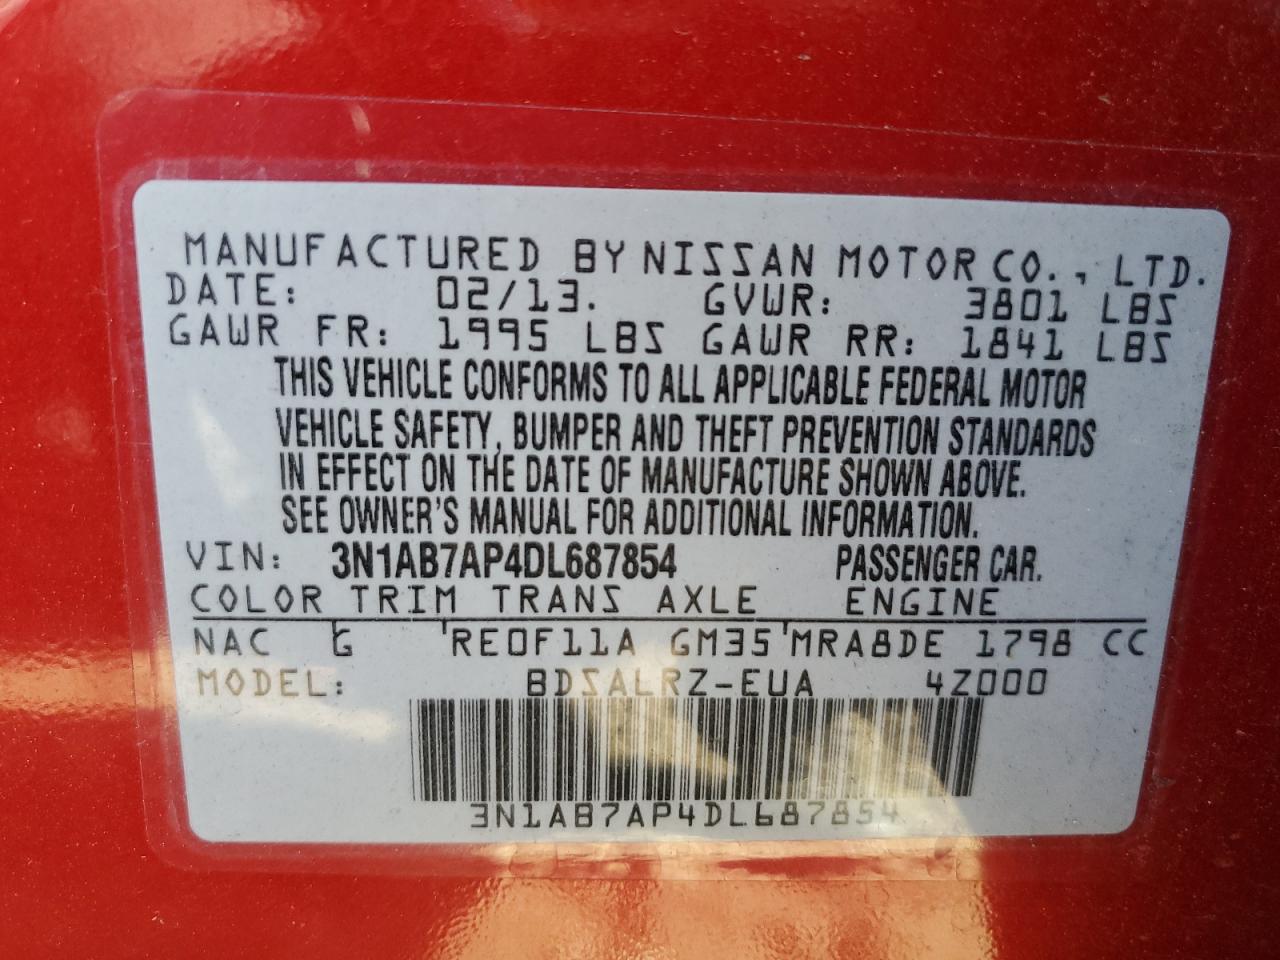 MANUFACTURED BY NISSAN MOTOR CO., LTD.
DATE: 02/13. GVWR: 3801 LBS
GAWR FR: 1995 LBS GAWR RR: 1841 LBS
THIS VEHICLE CONFORMS TO ALL APPLICABLE FEDERAL MOTOR
VEHICLE SAFETY, BUMPER AND THEFT PREVENTION STANDARDS
IN EFFECT ON THE DATE OF MANUFACTURE SHOWN ABOVE.
SEE OWNER'S MANUAL FOR ADDITIONAL INFORMATION.
VIN: 3N1AB7AP4DL687854 PASSENGER CAR.
COLOR TRIM TRANS AXLE ENGINE
NAC G RE0F11A GM35 MRA8DE 1798 CC
MODEL: BDSALRZ-EUA 4Z000
3N1AB7AP4DL687854